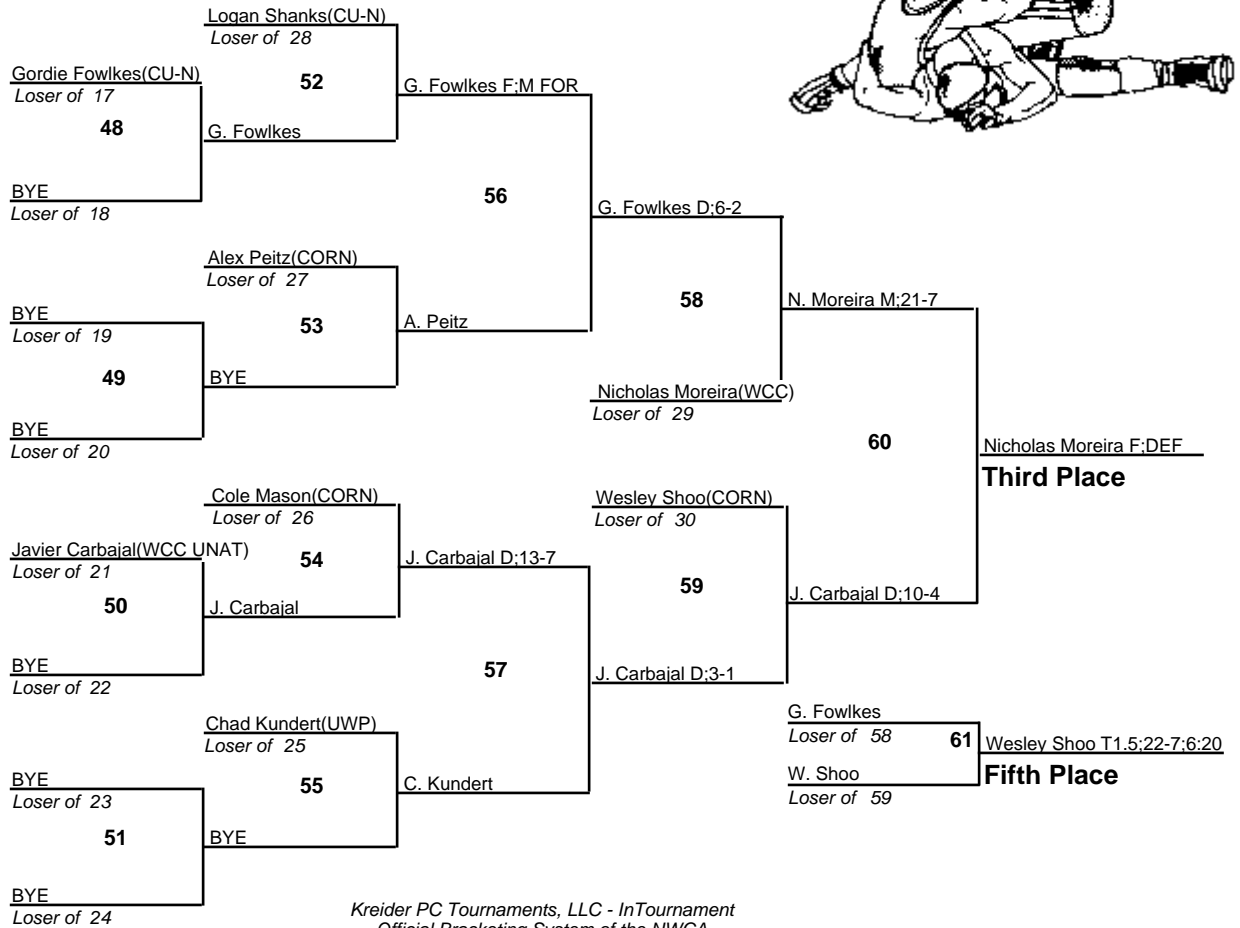 Logan Shanks(CU-N)
Loser of 28
Gordie Fowlkes(CU-N)
Loser of 17
52
G. Fowlkes F;M FOR
48
G. Fowlkes
BYE
Loser of 18
56
G. Fowlkes D;6-2
Alex Peitz(CORN)
Loser of 27
BYE
Loser of 19
53
A. Peitz
58
N. Moreira M;21-7
49
BYE
Nicholas Moreira(WCC)
Loser of 29
BYE
Loser of 20
60
Nicholas Moreira F;DEF
Third Place
Cole Mason(CORN)
Loser of 26
Wesley Shoo(CORN)
Loser of 30
Javier Carbajal(WCC UNAT)
Loser of 21
54
J. Carbajal D;13-7
59
J. Carbajal D;10-4
50
J. Carbajal
BYE
Loser of 22
57
J. Carbajal D;3-1
Chad Kundert(UWP)
Loser of 25
G. Fowlkes
Loser of 58
61
Wesley Shoo T1.5;22-7;6:20
Fifth Place
W. Shoo
Loser of 59
BYE
Loser of 23
55
C. Kundert
51
BYE
BYE
Loser of 24
Kreider PC Tournaments, LLC - InTournament
Official Bracketing System of the NWCA